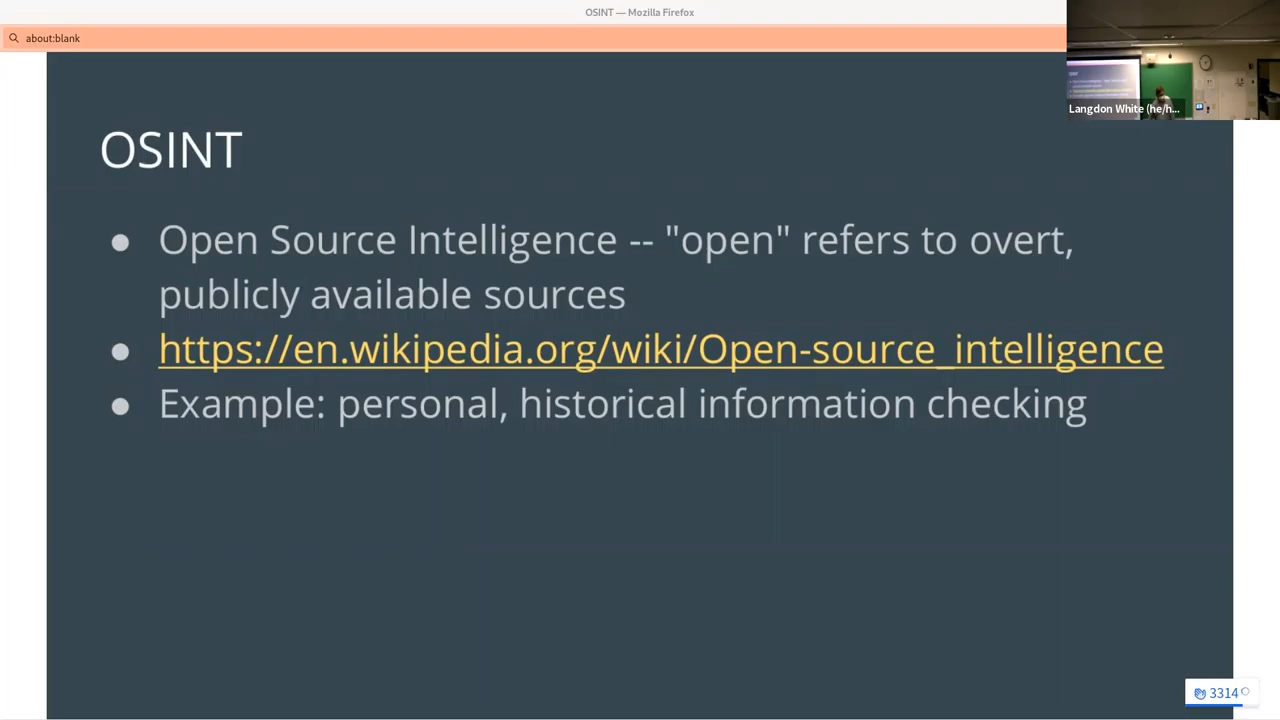 OSINT — Mozilla Firefox
about:blank
Langdon White (he/h...
OSINT
● Open Source Intelligence -- "open" refers to overt,
publicly available sources
● https://en.wikipedia.org/wiki/Open-source_intelligence
● Example: personal, historical information checking
3314